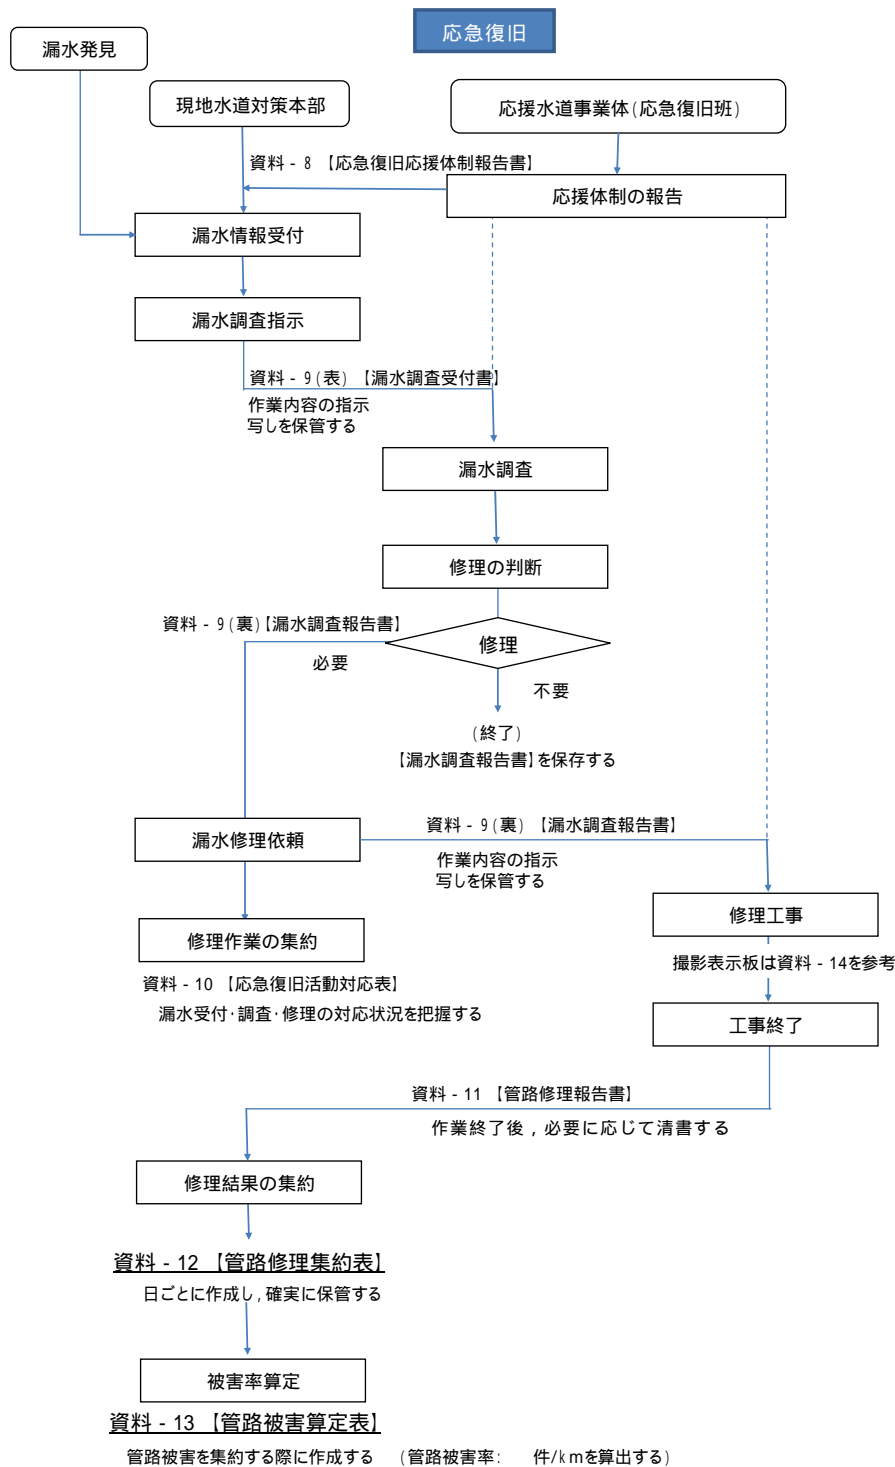 応急復旧
漏水発見
現地水道対策本部
応援水道事業体(応急復旧班)
資料 - 8 【応急復旧応援体制報告書】
応援体制の報告
漏水情報受付
漏水調査指示
資料 - 9(表) 【漏水調査受付書】
作業内容の指示
写しを保管する
漏水調査
修理の判断
資料 - 9(裏)【漏水調査報告書】
修理
必要
不要
(終了)
【漏水調査報告書】を保存する
漏水修理依頼
資料 - 9(裏) 【漏水調査報告書】
作業内容の指示
写しを保管する
修理工事
修理作業の集約
撮影表示板は資料 - 14を参考
資料 - 10 【応急復旧活動対応表】
漏水受付・調査・修理の対応状況を把握する
工事終了
資料 - 11 【管路修理報告書】
作業終了後，必要に応じて清書する
修理結果の集約
資料 - 12 【管路修理集約表】
日ごとに作成し,確実に保管する
被害率算定
資料 - 13 【管路被害算定表】
管路被害を集約する際に作成する (管路被害率: 件/kmを算出する)